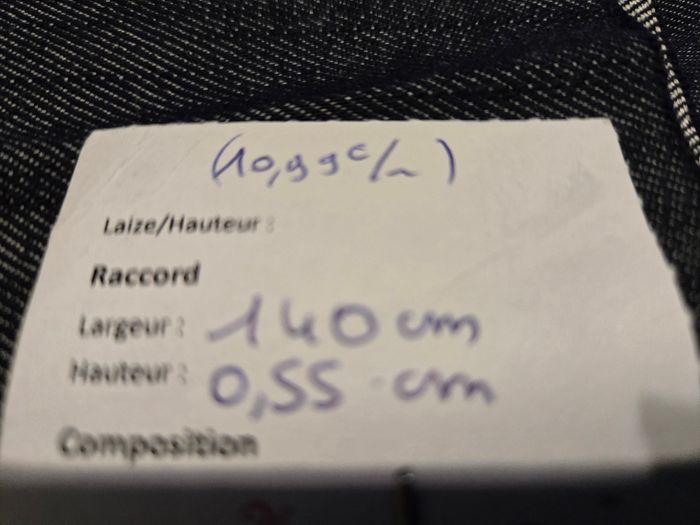 (10,99€/m)
Laize/Hauteur :
Raccord
Largeur : 140 cm
Hauteur : 0,55 cm
Composition